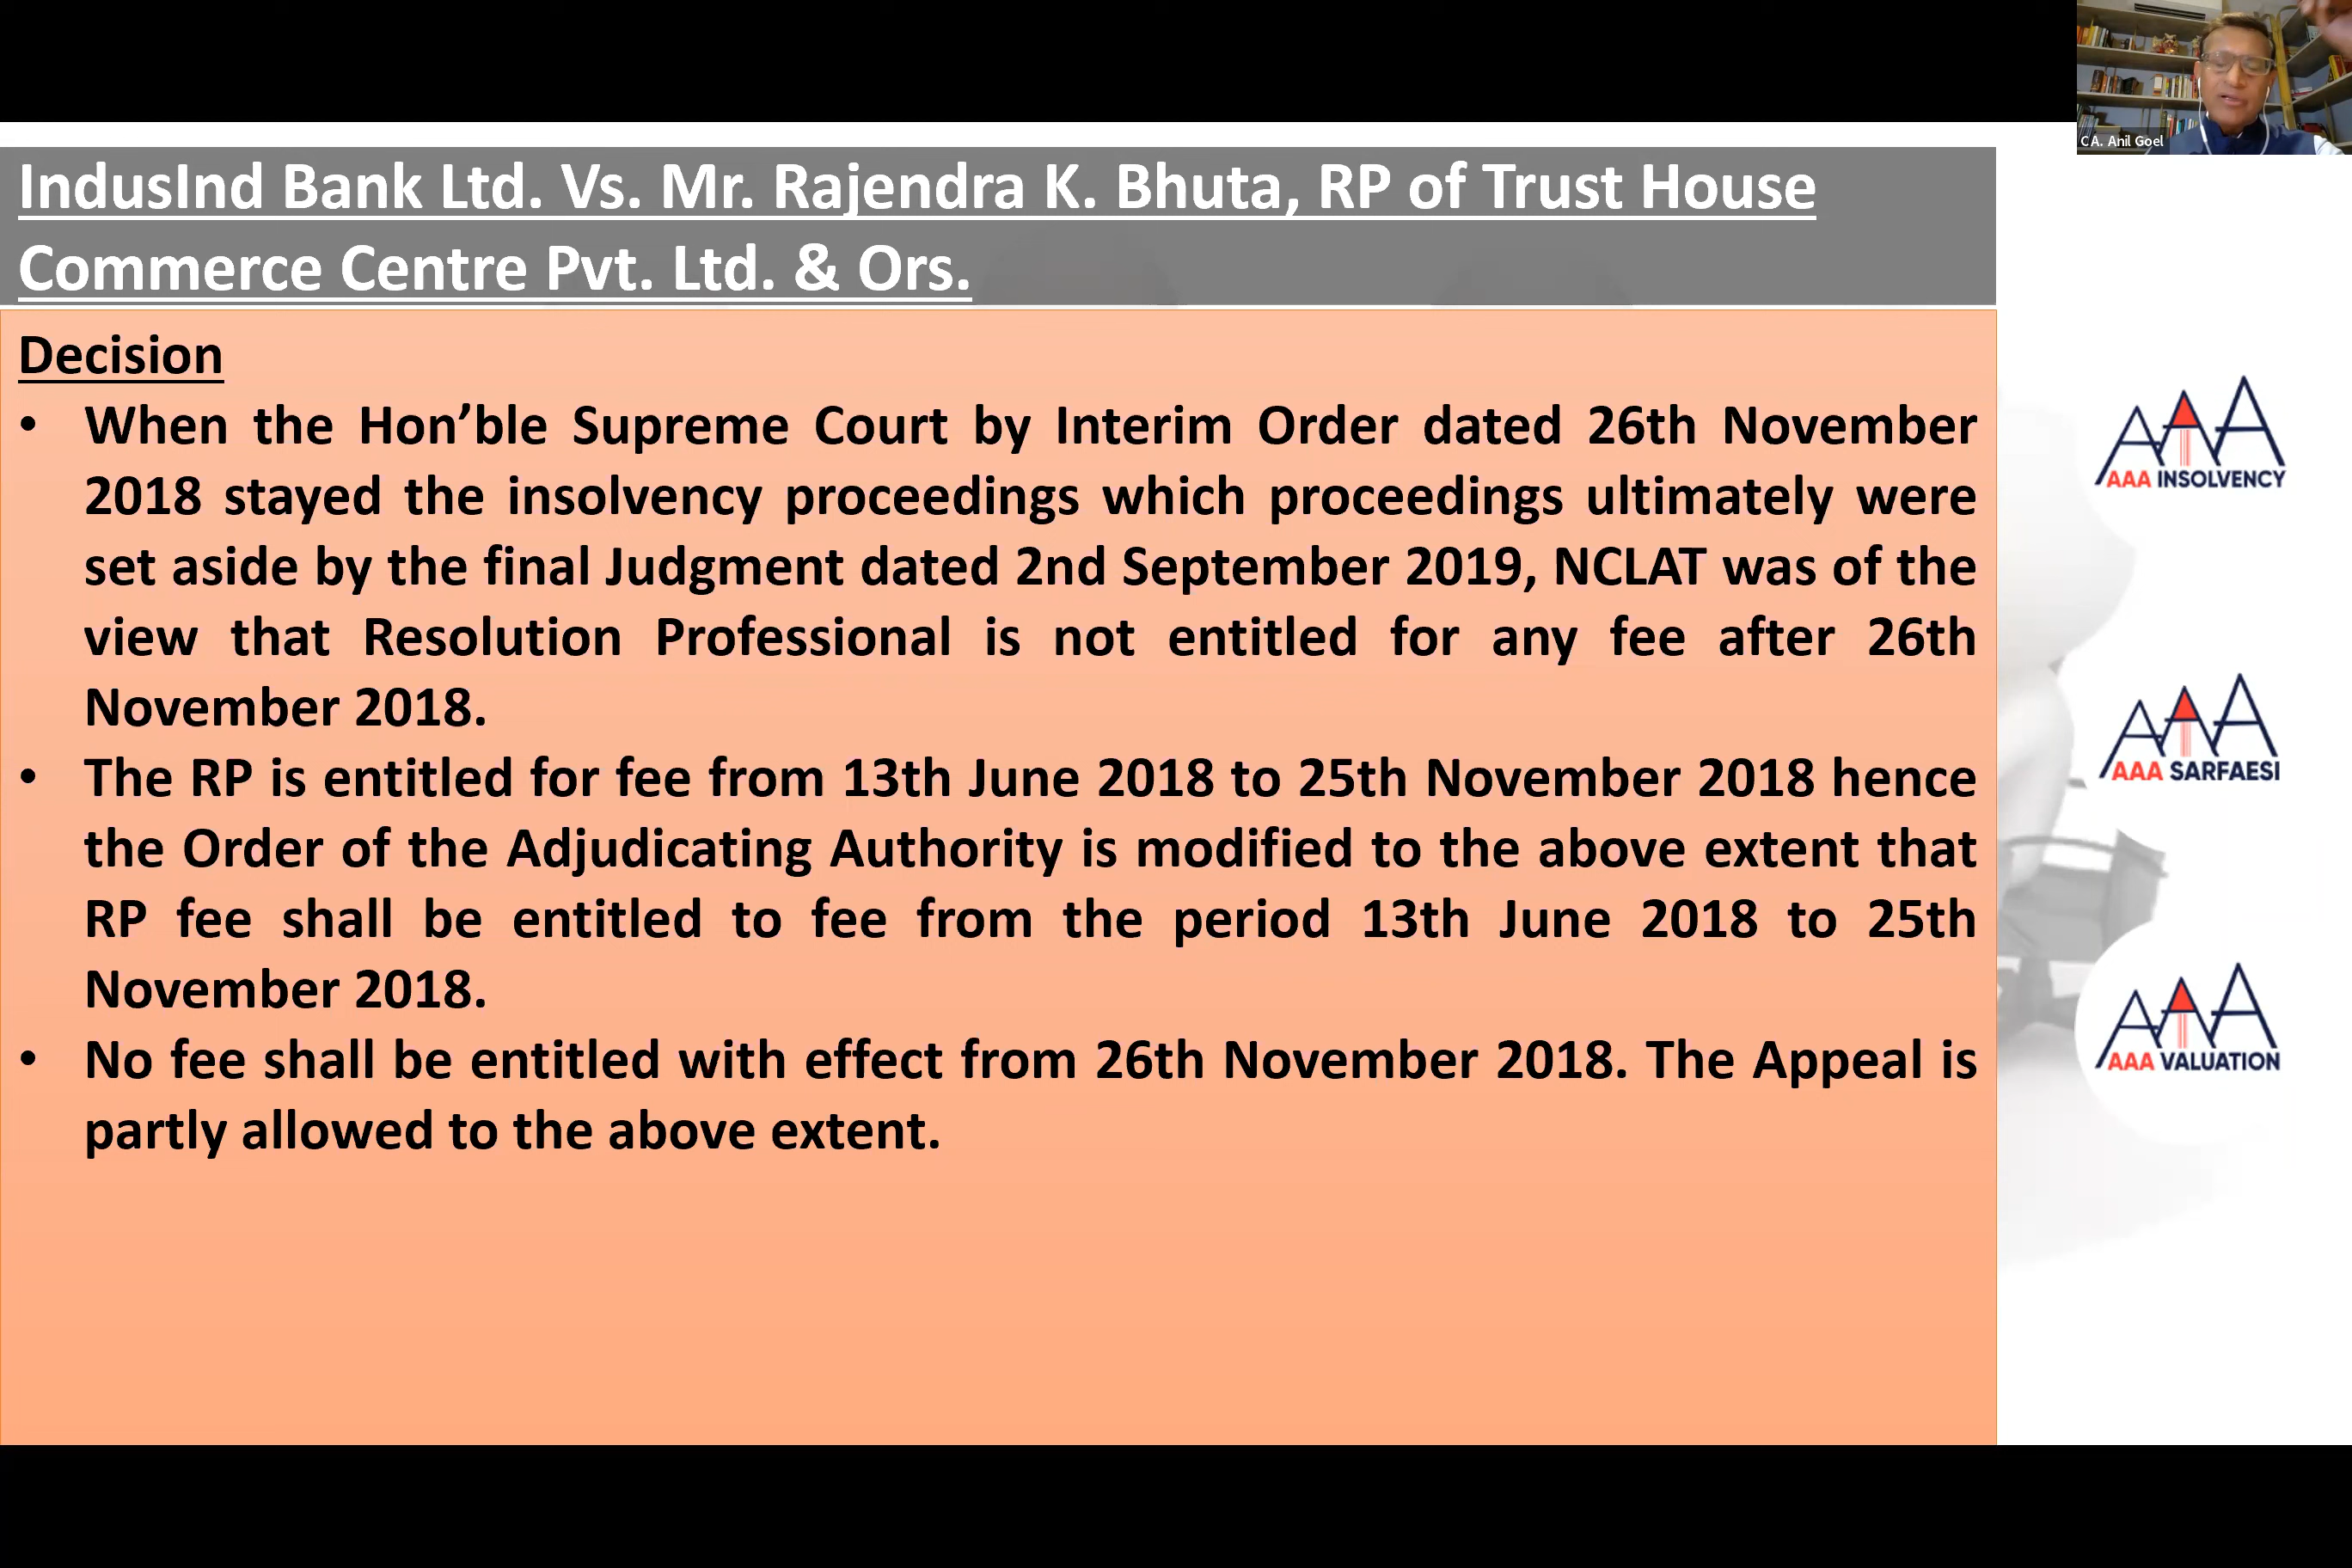 CA. Anil Goel
IndusInd Bank Ltd. Vs. Mr. Rajendra K. Bhuta, RP of Trust House
Commerce Centre Pvt. Ltd. & Ors.
Decision
• When the Hon’ble Supreme Court by Interim Order dated 26th November
2018 stayed the insolvency proceedings which proceedings ultimately were
set aside by the final Judgment dated 2nd September 2019, NCLAT was of the
view that Resolution Professional is not entitled for any fee after 26th
November 2018.
• The RP is entitled for fee from 13th June 2018 to 25th November 2018 hence
the Order of the Adjudicating Authority is modified to the above extent that
RP fee shall be entitled to fee from the period 13th June 2018 to 25th
November 2018.
• No fee shall be entitled with effect from 26th November 2018. The Appeal is
partly allowed to the above extent.
AAA
AAA INSOLVENCY
AAA
AAA SARFAESI
AAA
AAA VALUATION